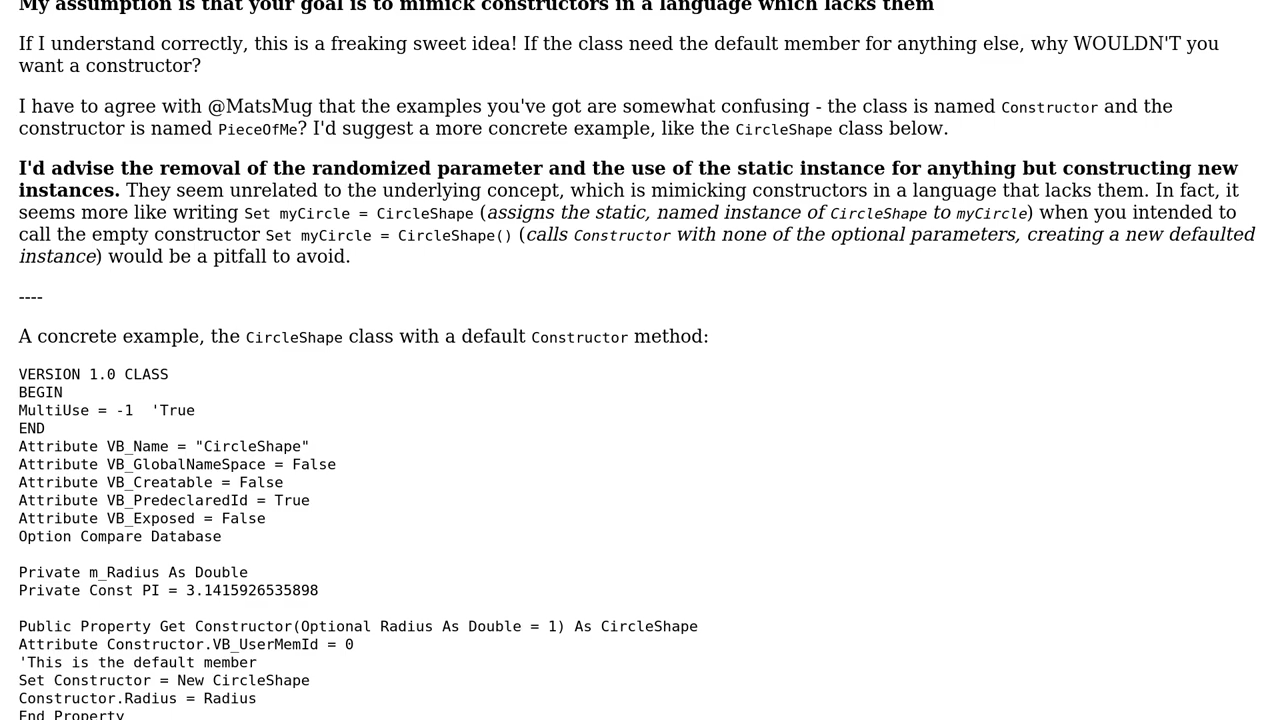 My assumption is that your goal is to mimick constructors in a language which lacks them
If I understand correctly, this is a freaking sweet idea! If the class need the default member for anything else, why WOULDN'T you
want a constructor?
I have to agree with @MatsMug that the examples you've got are somewhat confusing - the class is named Constructor and the
constructor is named PieceOfMe? I'd suggest a more concrete example, like the CircleShape class below.
I'd advise the removal of the randomized parameter and the use of the static instance for anything but constructing new
instances. They seem unrelated to the underlying concept, which is mimicking constructors in a language that lacks them. In fact, it
seems more like writing Set myCircle = CircleShape (assigns the static, named instance of CircleShape to myCircle) when you intended to
call the empty constructor Set myCircle = CircleShape() (calls Constructor with none of the optional parameters, creating a new defaulted
instance) would be a pitfall to avoid.
----
A concrete example, the CircleShape class with a default Constructor method:
VERSION 1.0 CLASS
BEGIN
MultiUse = -1  'True
END
Attribute VB_Name = "CircleShape"
Attribute VB_GlobalNameSpace = False
Attribute VB_Creatable = False
Attribute VB_PredeclaredId = True
Attribute VB_Exposed = False
Option Compare Database
Private m_Radius As Double
Private Const PI = 3.1415926535898
Public Property Get Constructor(Optional Radius As Double = 1) As CircleShape
Attribute Constructor.VB_UserMemId = 0
'This is the default member
Set Constructor = New CircleShape
Constructor.Radius = Radius
End Property